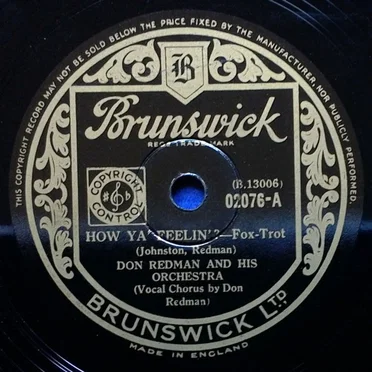 THIS COPYRIGHT RECORD MAY NOT BE SOLD BELOW THE PRICE FIXED BY THE MANUFACTURER NOR PUBLICLY PERFORMED.
B
Brunswick
REGD TRADE MARK
COPYRIGHT CONTROL
(B.13006)
02076-A
HOW YA' FEELIN'?—Fox-Trot
(Johnston, Redman)
DON REDMAN AND HIS
ORCHESTRA
(Vocal Chorus by Don
Redman)
BRUNSWICK LTD.
MADE IN ENGLAND